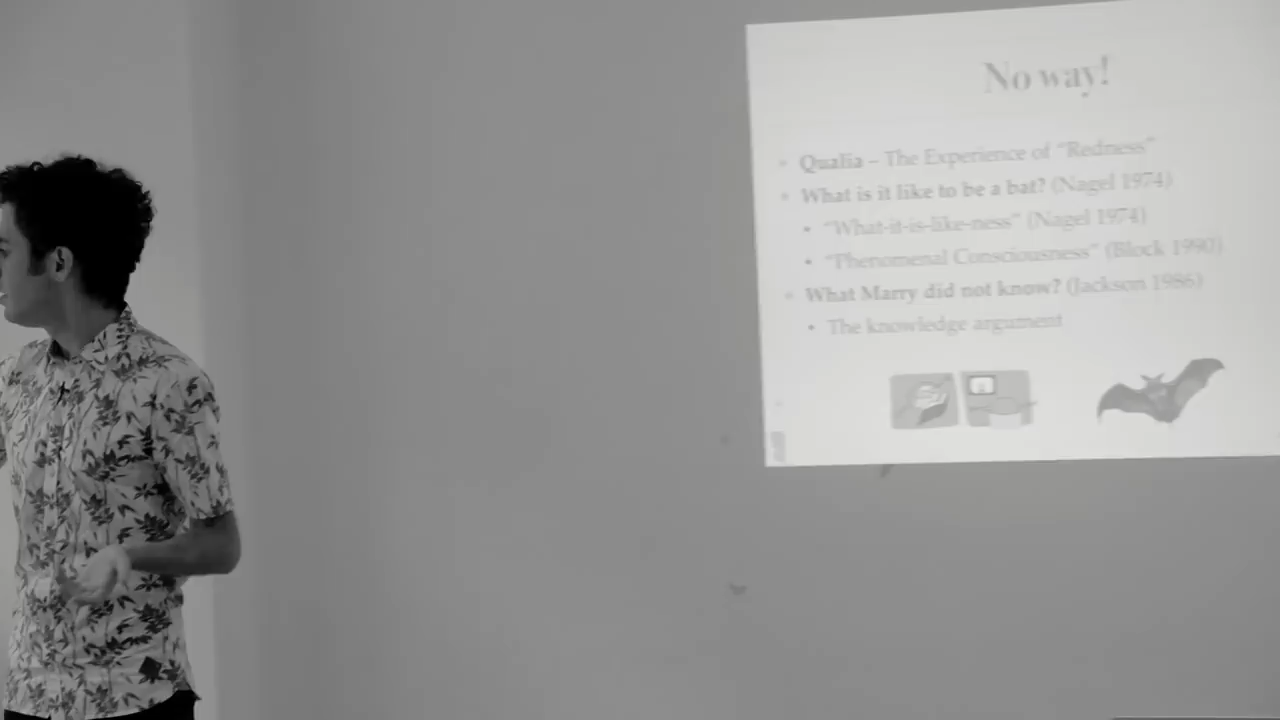 No way!
• Qualia – The Experience of "Redness"
• What is it like to be a bat? (Nagel 1974)
• "What-it-is-like-ness" (Nagel 1974)
• "Phenomenal Consciousness" (Block 1990)
• What Marry did not know? (Jackson 1986)
• The knowledge argument